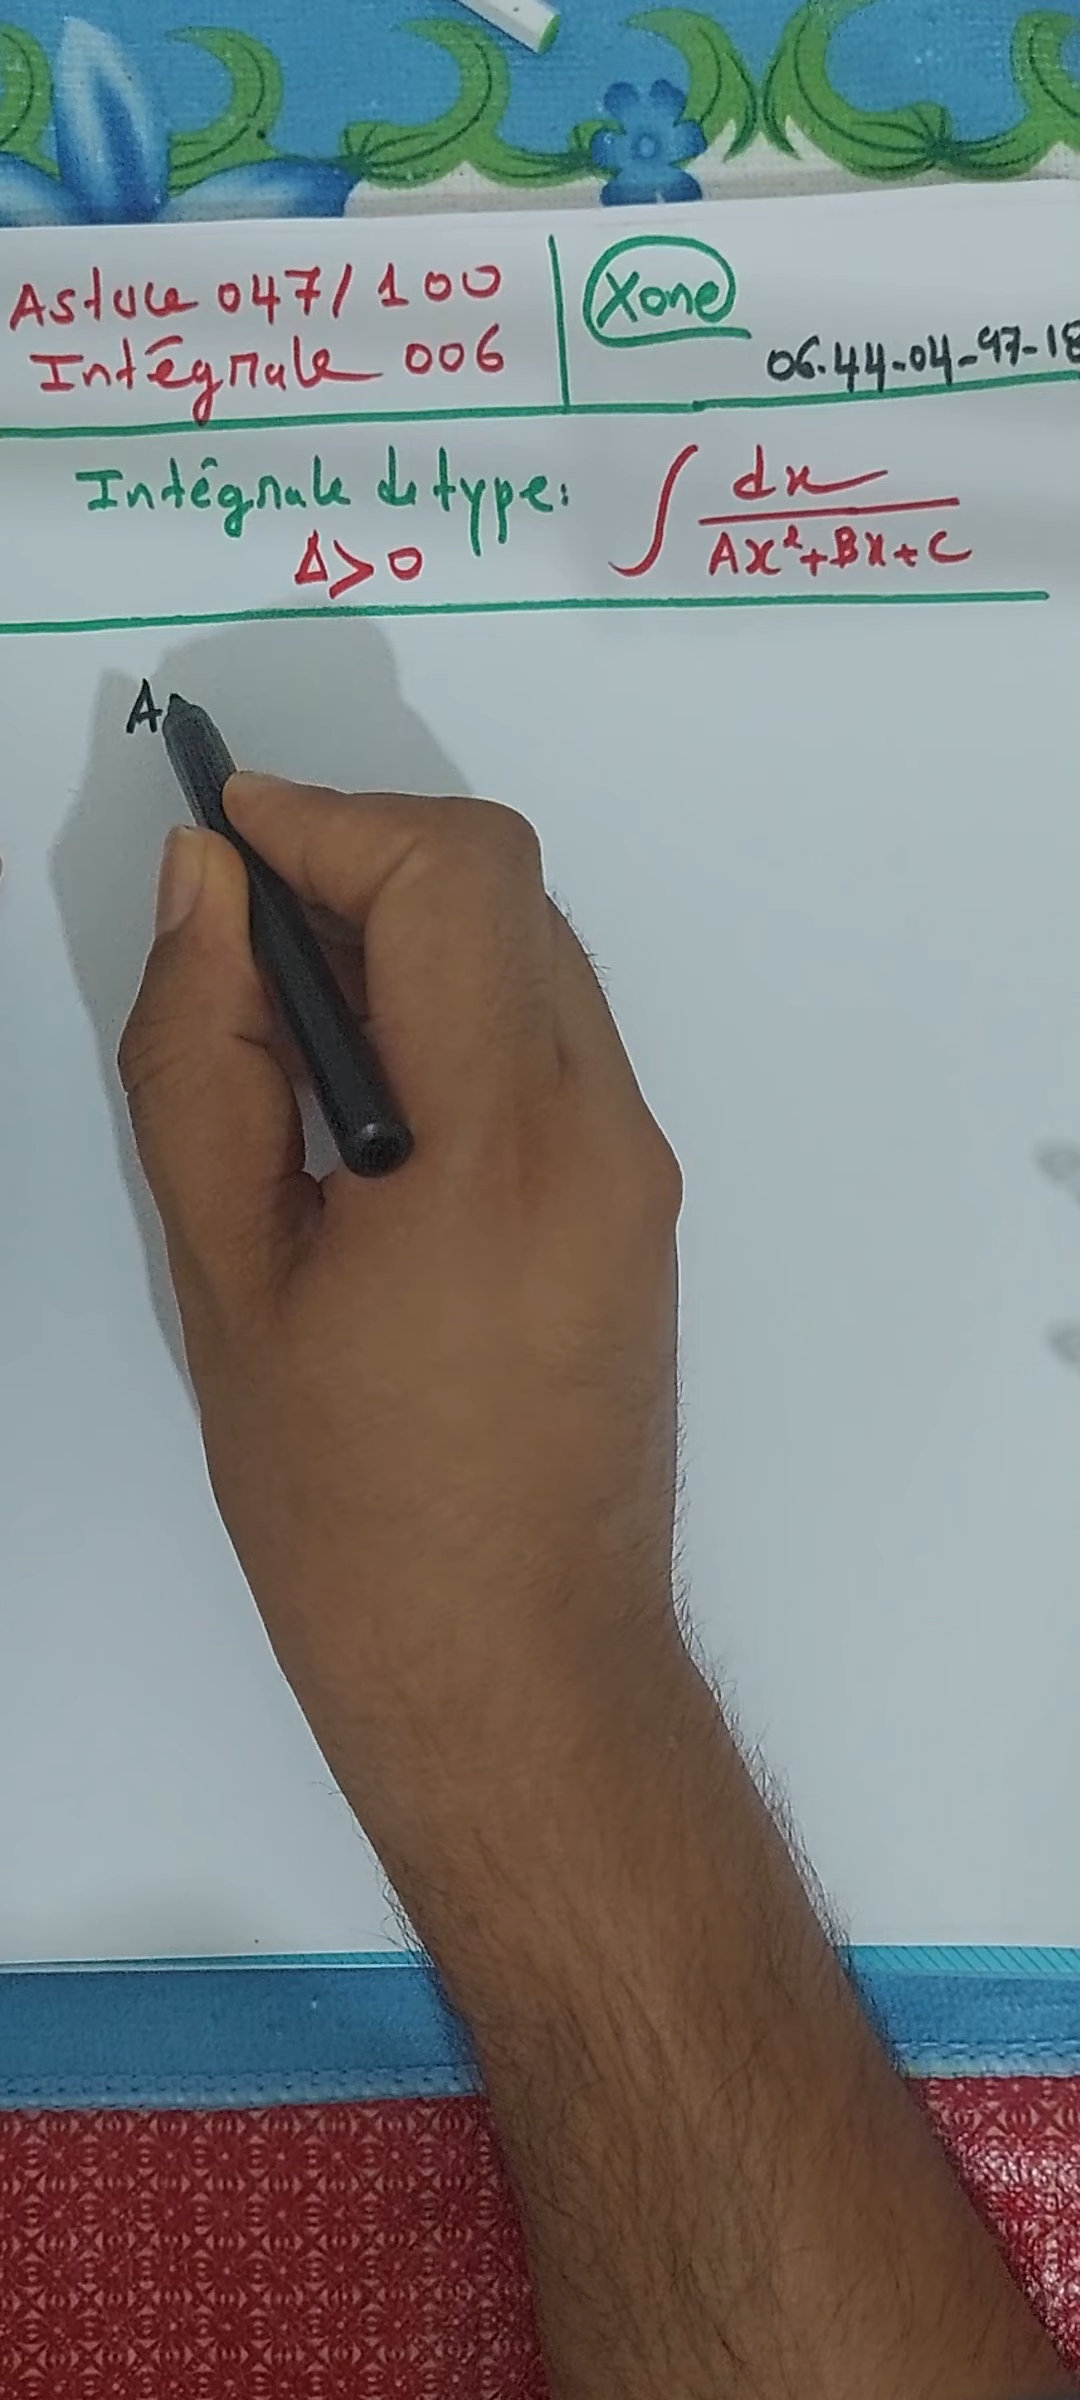 Astuce 047/100
Intégrale 006
Xone
06.44-04-97-18
Intégrale de type: ∫ dx / Ax²+Bx+C
Δ>0
A